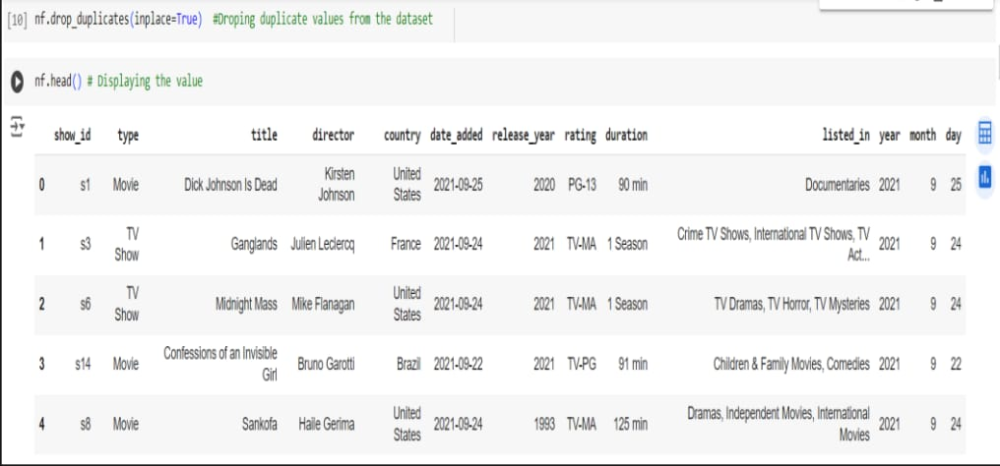 [10] nf.drop_duplicates(inplace=True) #Droping duplicate values from the dataset
nf.head() # Displaying the value
show_id type title director country date_added release_year rating duration listed_in year month day
0 s1 Movie Dick Johnson Is Dead Kirsten Johnson United States 2021-09-25 2020 PG-13 90 min Documentaries 2021 9 25
1 s3 TV Show Ganglands Julien Leclercq France 2021-09-24 2021 TV-MA 1 Season Crime TV Shows, International TV Shows, TV Act... 2021 9 24
2 s6 TV Show Midnight Mass Mike Flanagan United States 2021-09-24 2021 TV-MA 1 Season TV Dramas, TV Horror, TV Mysteries 2021 9 24
3 s14 Movie Confessions of an Invisible Girl Bruno Garotti Brazil 2021-09-22 2021 TV-PG 91 min Children & Family Movies, Comedies 2021 9 22
4 s8 Movie Sankofa Haile Gerima United States 2021-09-24 1993 TV-MA 125 min Dramas, Independent Movies, International Movies 2021 9 24